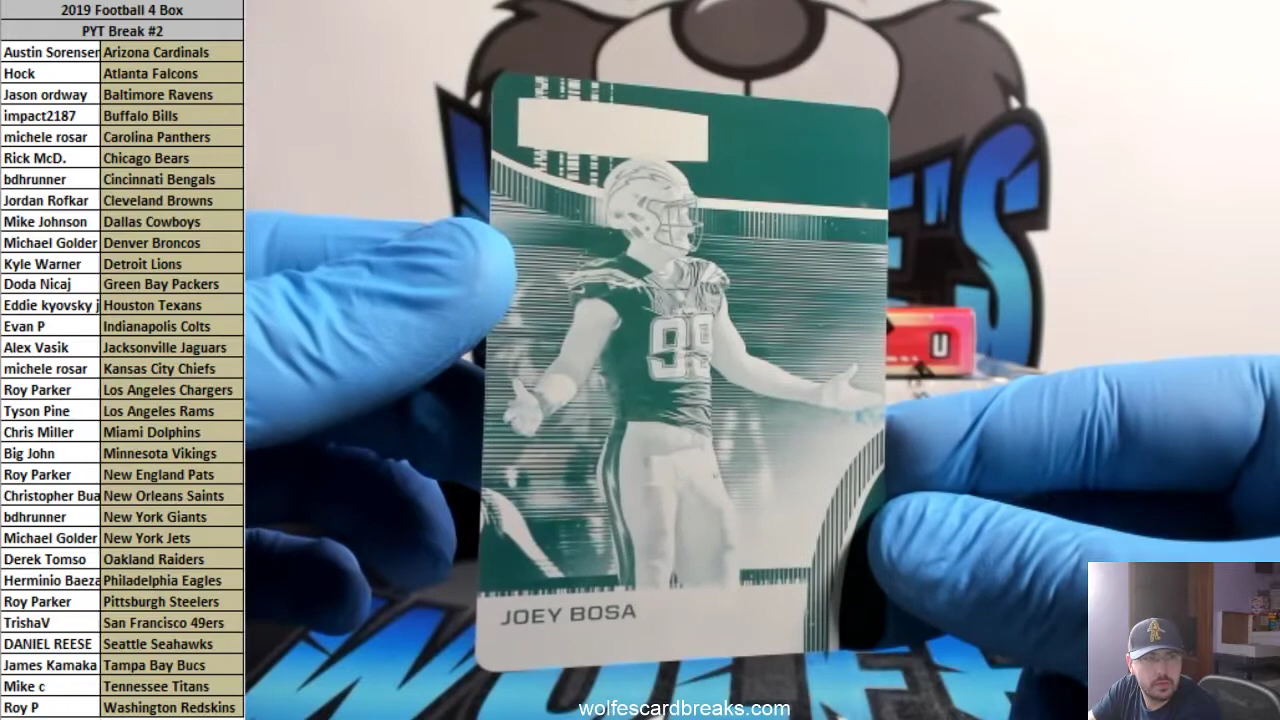 2019 Football 4 Box
PYT Break #2
Austin Sorensen Arizona Cardinals
Hock Atlanta Falcons
Jason ordway Baltimore Ravens
impact2187 Buffalo Bills
michele rosar Carolina Panthers
Rick McD. Chicago Bears
bdhrunner Cincinnati Bengals
Jordan Rofkar Cleveland Browns
Mike Johnson Dallas Cowboys
Michael Golder Denver Broncos
Kyle Warner Detroit Lions
Doda Nicaj Green Bay Packers
Eddie kyovsky j Houston Texans
Evan P Indianapolis Colts
Alex Vasik Jacksonville Jaguars
michele rosar Kansas City Chiefs
Roy Parker Los Angeles Chargers
Tyson Pine Los Angeles Rams
Chris Miller Miami Dolphins
Big John Minnesota Vikings
Roy Parker New England Pats
Christopher Bua New Orleans Saints
bdhrunner New York Giants
Michael Golder New York Jets
Derek Tomso Oakland Raiders
Herminio Baeza Philadelphia Eagles
Roy Parker Pittsburgh Steelers
TrishaV San Francisco 49ers
DANIEL REESE Seattle Seahawks
James Kamaka Tampa Bay Bucs
Mike c Tennessee Titans
Roy P Washington Redskins
99
JOEY BOSA
U
wolfescardbreaks.com